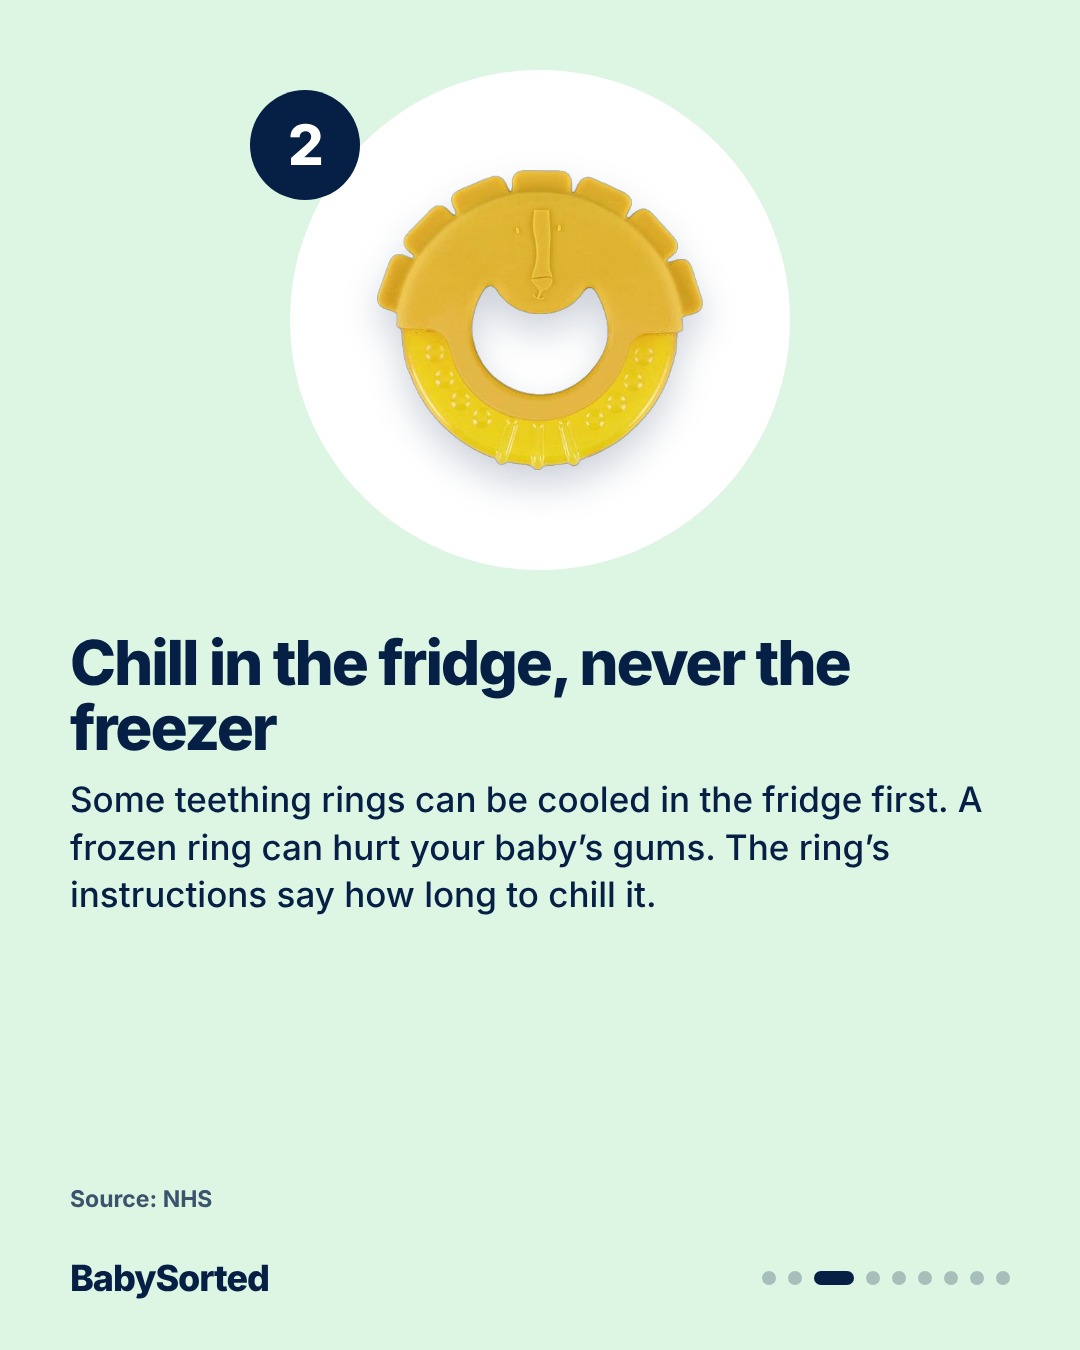 2
Chill in the fridge, never the
freezer
Some teething rings can be cooled in the fridge first. A
frozen ring can hurt your baby’s gums. The ring’s
instructions say how long to chill it.
Source: NHS
BabySorted